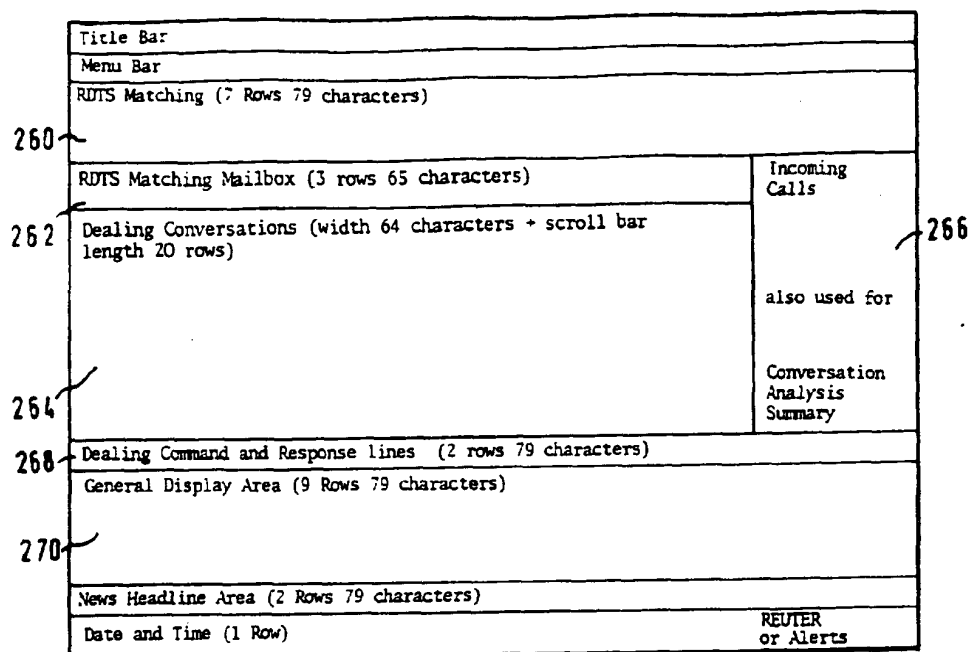 Title Bar
Menu Bar
RDTS Matching (7 Rows 79 characters)
260
RDTS Matching Mailbox (3 rows 65 characters)
Incoming
Calls
262
Dealing Conversations (width 64 characters + scroll bar
length 20 rows)
266
also used for
264
Conversation
Analysis
Summary
268
Dealing Command and Response lines (2 rows 79 characters)
General Display Area (9 Rows 79 characters)
270
News Headline Area (2 Rows 79 characters)
Date and Time (1 Row)
REUTER
or Alerts